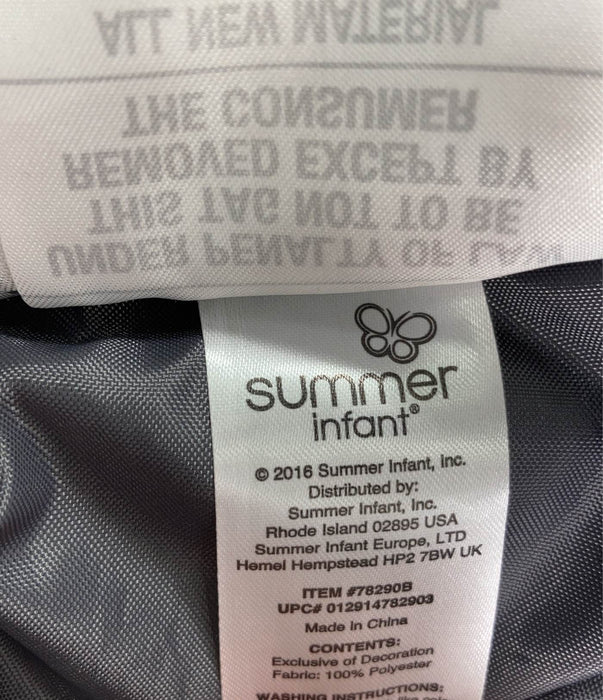 ALL NEW MATERIAL
THE CONSUMER
REMOVED EXCEPT BY
THIS TAG NOT TO BE
UNDER PENALTY OF LAW
summer
infant®
© 2016 Summer Infant, Inc.
Distributed by:
Summer Infant, Inc.
Rhode Island 02895 USA
Summer Infant Europe, LTD
Hemel Hempstead HP2 7BW UK
ITEM #78290B
UPC# 012914782903
Made in China
CONTENTS:
Exclusive of Decoration
Fabric: 100% Polyester
WASHING INSTRUCTIONS: